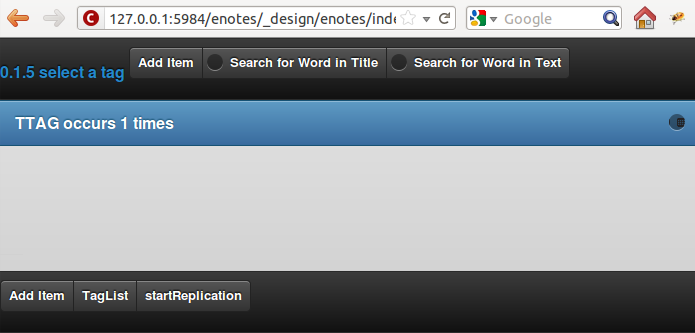 127.0.0.1:5984/enotes/_design/enotes/inde
Google
0.1.5 select a tag
Add Item
Search for Word in Title
Search for Word in Text
TTAG occurs 1 times
Add Item
TagList
startReplication